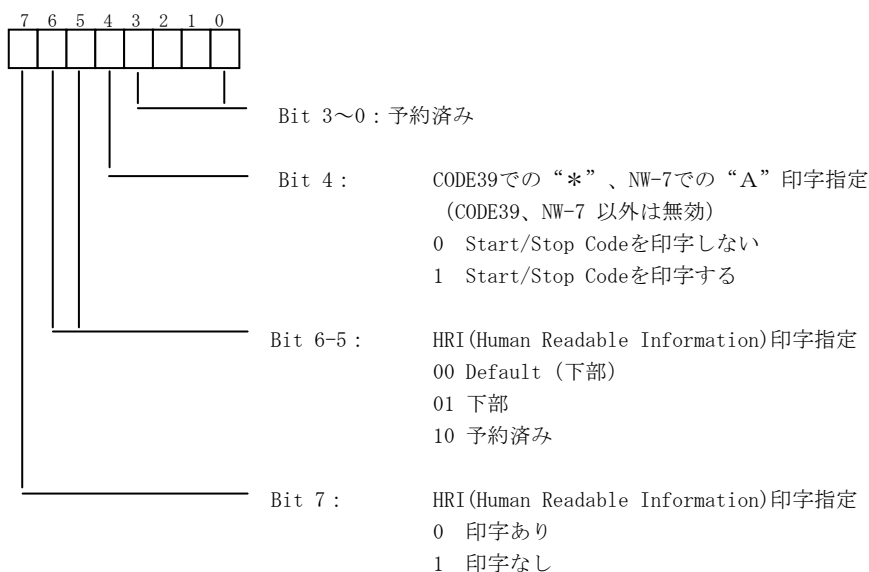 7 6 5 4 3 2 1 0
Bit 3～0：予約済み
Bit 4： CODE39での“＊”、NW-7での“Ａ”印字指定
（CODE39、NW-7 以外は無効）
0 Start/Stop Codeを印字しない
1 Start/Stop Codeを印字する
Bit 6-5： HRI(Human Readable Information)印字指定
00 Default（下部）
01 下部
10 予約済み
Bit 7： HRI(Human Readable Information)印字指定
0 印字あり
1 印字なし